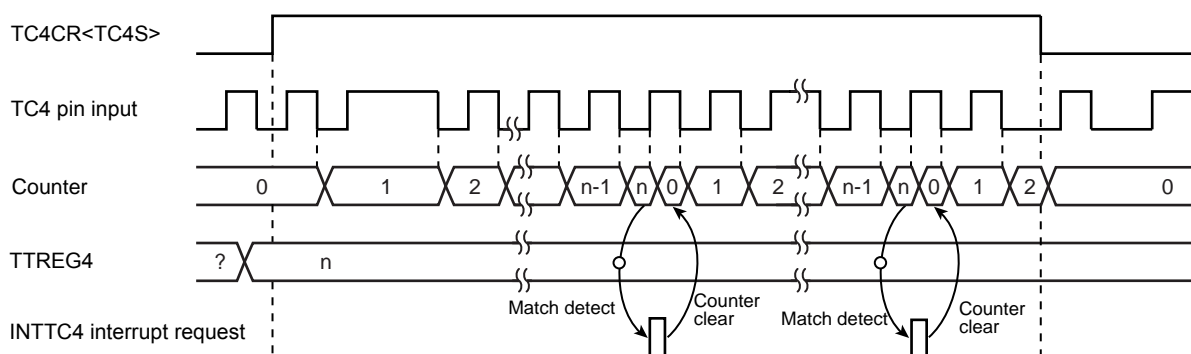 TC4CR<TC4S>
TC4 pin input
Counter
0 1 2 n-1 n 0 1 2 n-1 n 0 1 2 0
TTREG4
? n
Match detect
Counter
clear
Match detect
Counter
clear
INTTC4 interrupt request